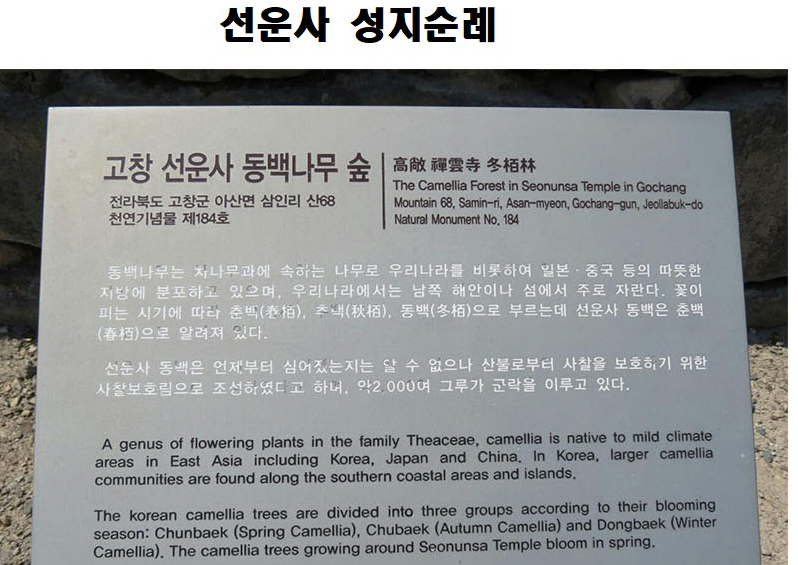 선운사 성지순례
고창 선운사 동백나무 숲
전라북도 고창군 아산면 삼인리 산68
천연기념물 제184호
高敞 禪雲寺 冬栢林
The Camellia Forest in Seonunsa Temple in Gochang
Mountain 68, Samin-ri, Asan-myeon, Gochang-gun, Jeollabuk-do
Natural Monument No. 184
동백나무는 차나무과에 속하는 나무로 우리나라를 비롯하여 일본·중국 등의 따뜻한
지방에 분포하고 있으며, 우리나라에서는 남쪽 해안이나 섬에서 주로 자란다. 꽃이
피는 시기에 따라 춘백(春栢), 추백(秋栢), 동백(冬栢)으로 부르는데 선운사 동백은 춘백
(春栢)으로 알려져 있다.
선운사 동백은 언제부터 심어졌는지는 알 수 없으나 산불로부터 사찰을 보호하기 위한
사찰보호림으로 조성하였다고 하며, 약2,000여 그루가 군락을 이루고 있다.
A genus of flowering plants in the family Theaceae, camellia is native to mild climate
areas in East Asia including Korea, Japan and China. In Korea, larger camellia
communities are found along the southern coastal areas and islands.
The korean camellia trees are divided into three groups according to their blooming
season: Chunbaek (Spring Camellia), Chubaek (Autumn Camellia) and Dongbaek (Winter
Camellia). The camellia trees growing around Seonunsa Temple bloom in spring.